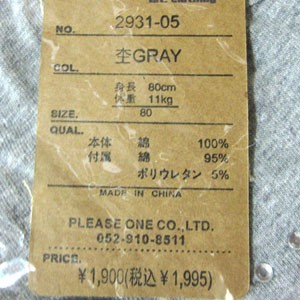 NO. 2931-05
COL. 杢GRAY
身長 80cm
体重 11kg
SIZE. 80
QUAL.
本体 綿 100%
付属 綿 95%
ポリウレタン 5%
MADE IN CHINA
PLEASE ONE CO.,LTD.
052-910-8511
PRICE.
¥1,900(税込¥1,995)